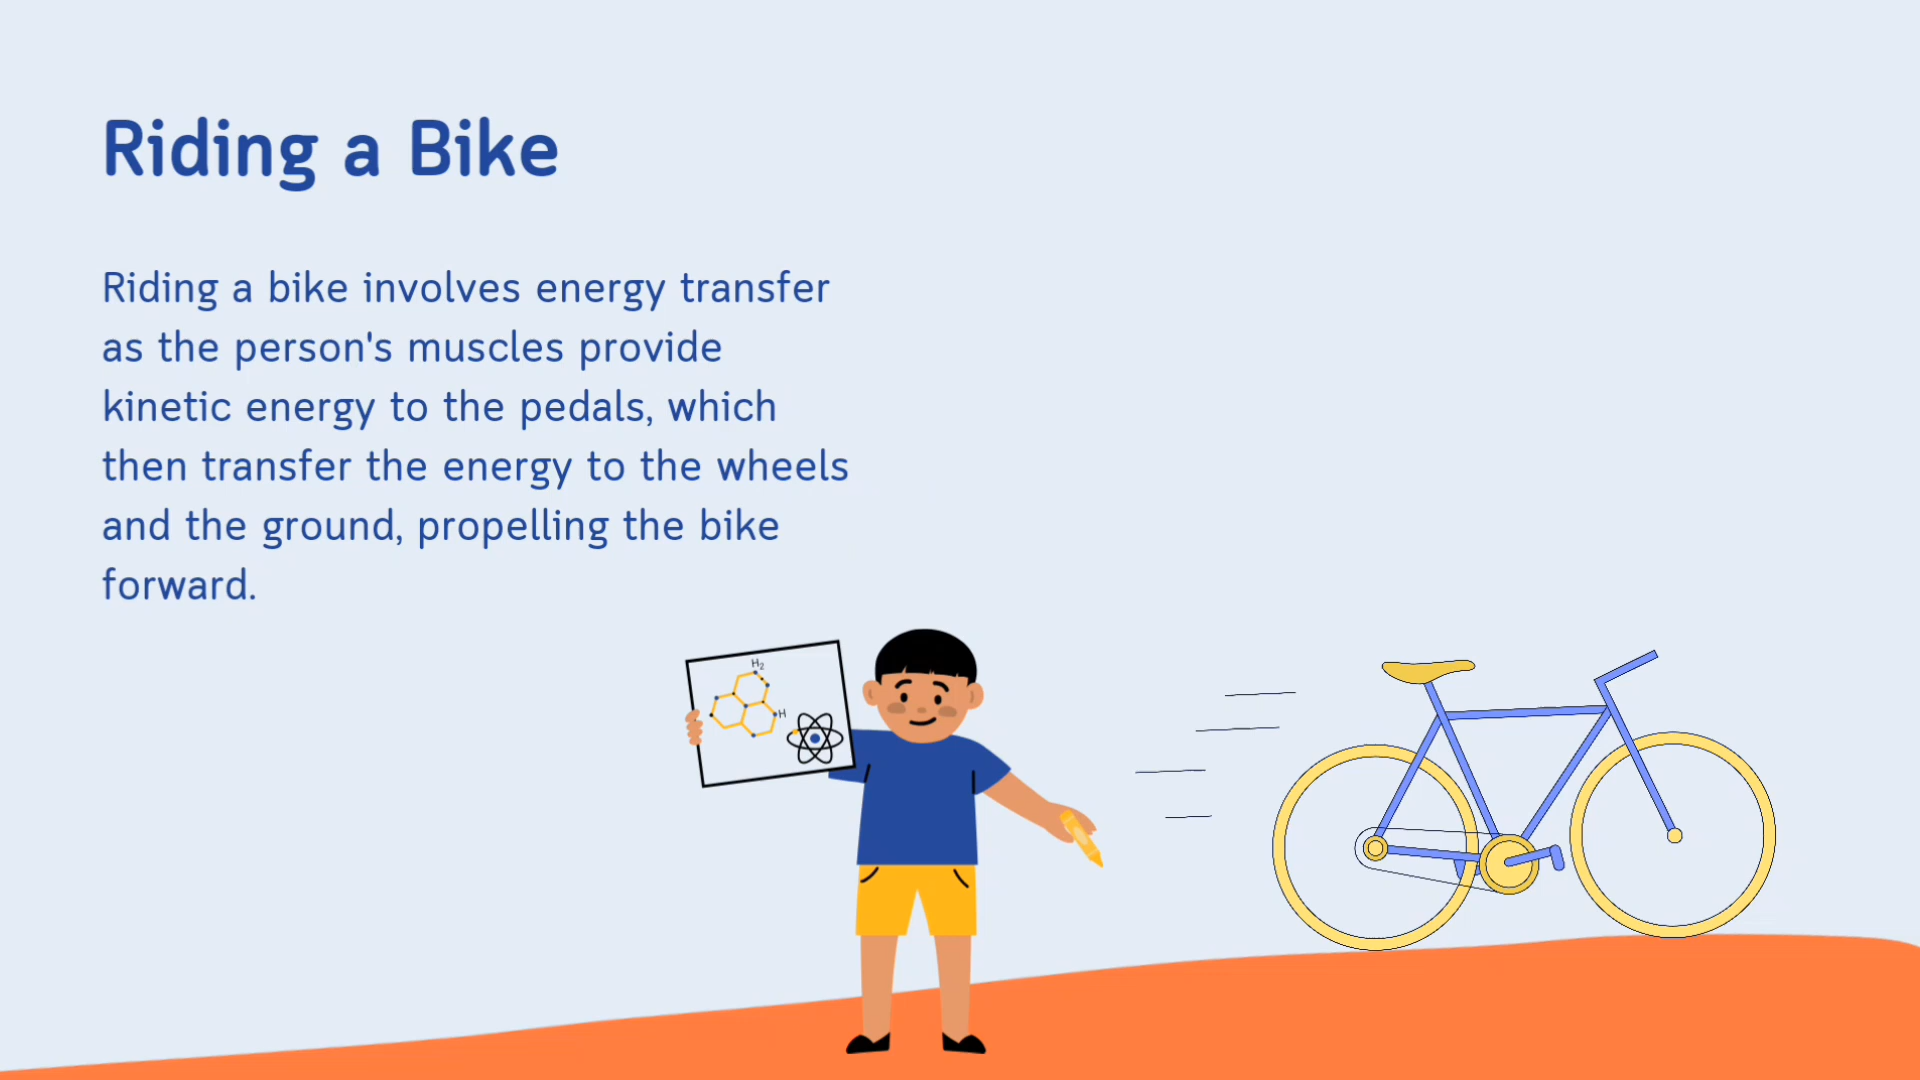 Riding a Bike
Riding a bike involves energy transfer
as the person's muscles provide
kinetic energy to the pedals, which
then transfer the energy to the wheels
and the ground, propelling the bike
forward.
H₂
H